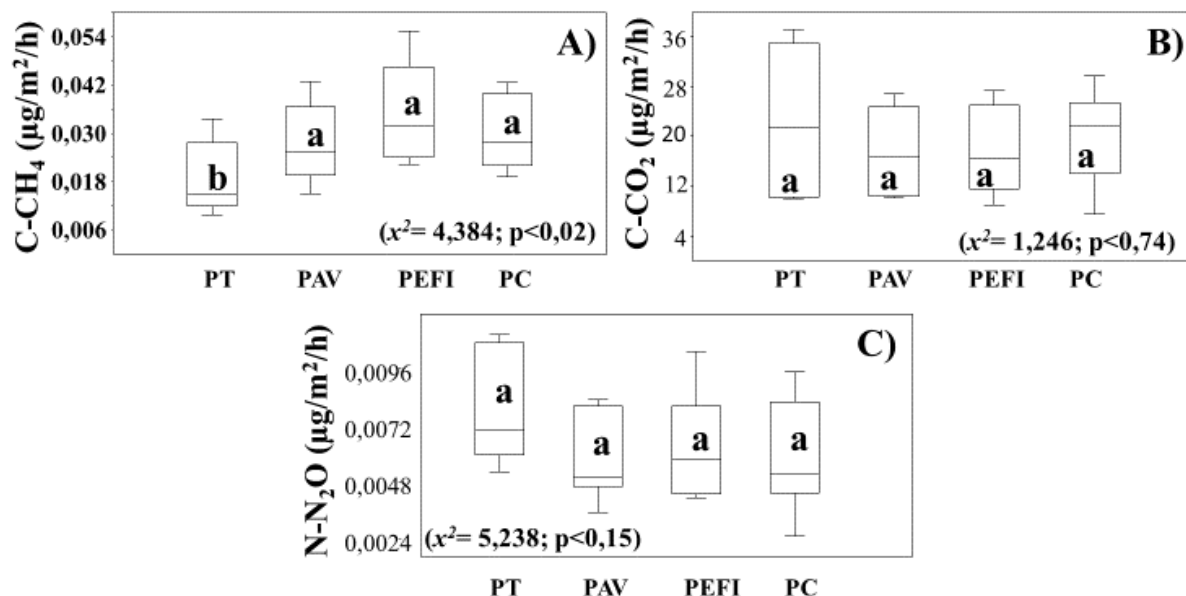 A)
C-CH₄ (µg/m²/h)
0,054
0,042
0,030
0,018
0,006
b
a
a
a
(x²= 4,384; p<0,02)
PT PAV PEFI PC
B)
C-CO₂ (µg/m²/h)
36
28
20
12
4
a
a
a
a
(x²= 1,246; p<0,74)
PT PAV PEFI PC
C)
N-N₂O (µg/m²/h)
0,0096
0,0072
0,0048
0,0024
a
a
a
a
(x²= 5,238; p<0,15)
PT PAV PEFI PC